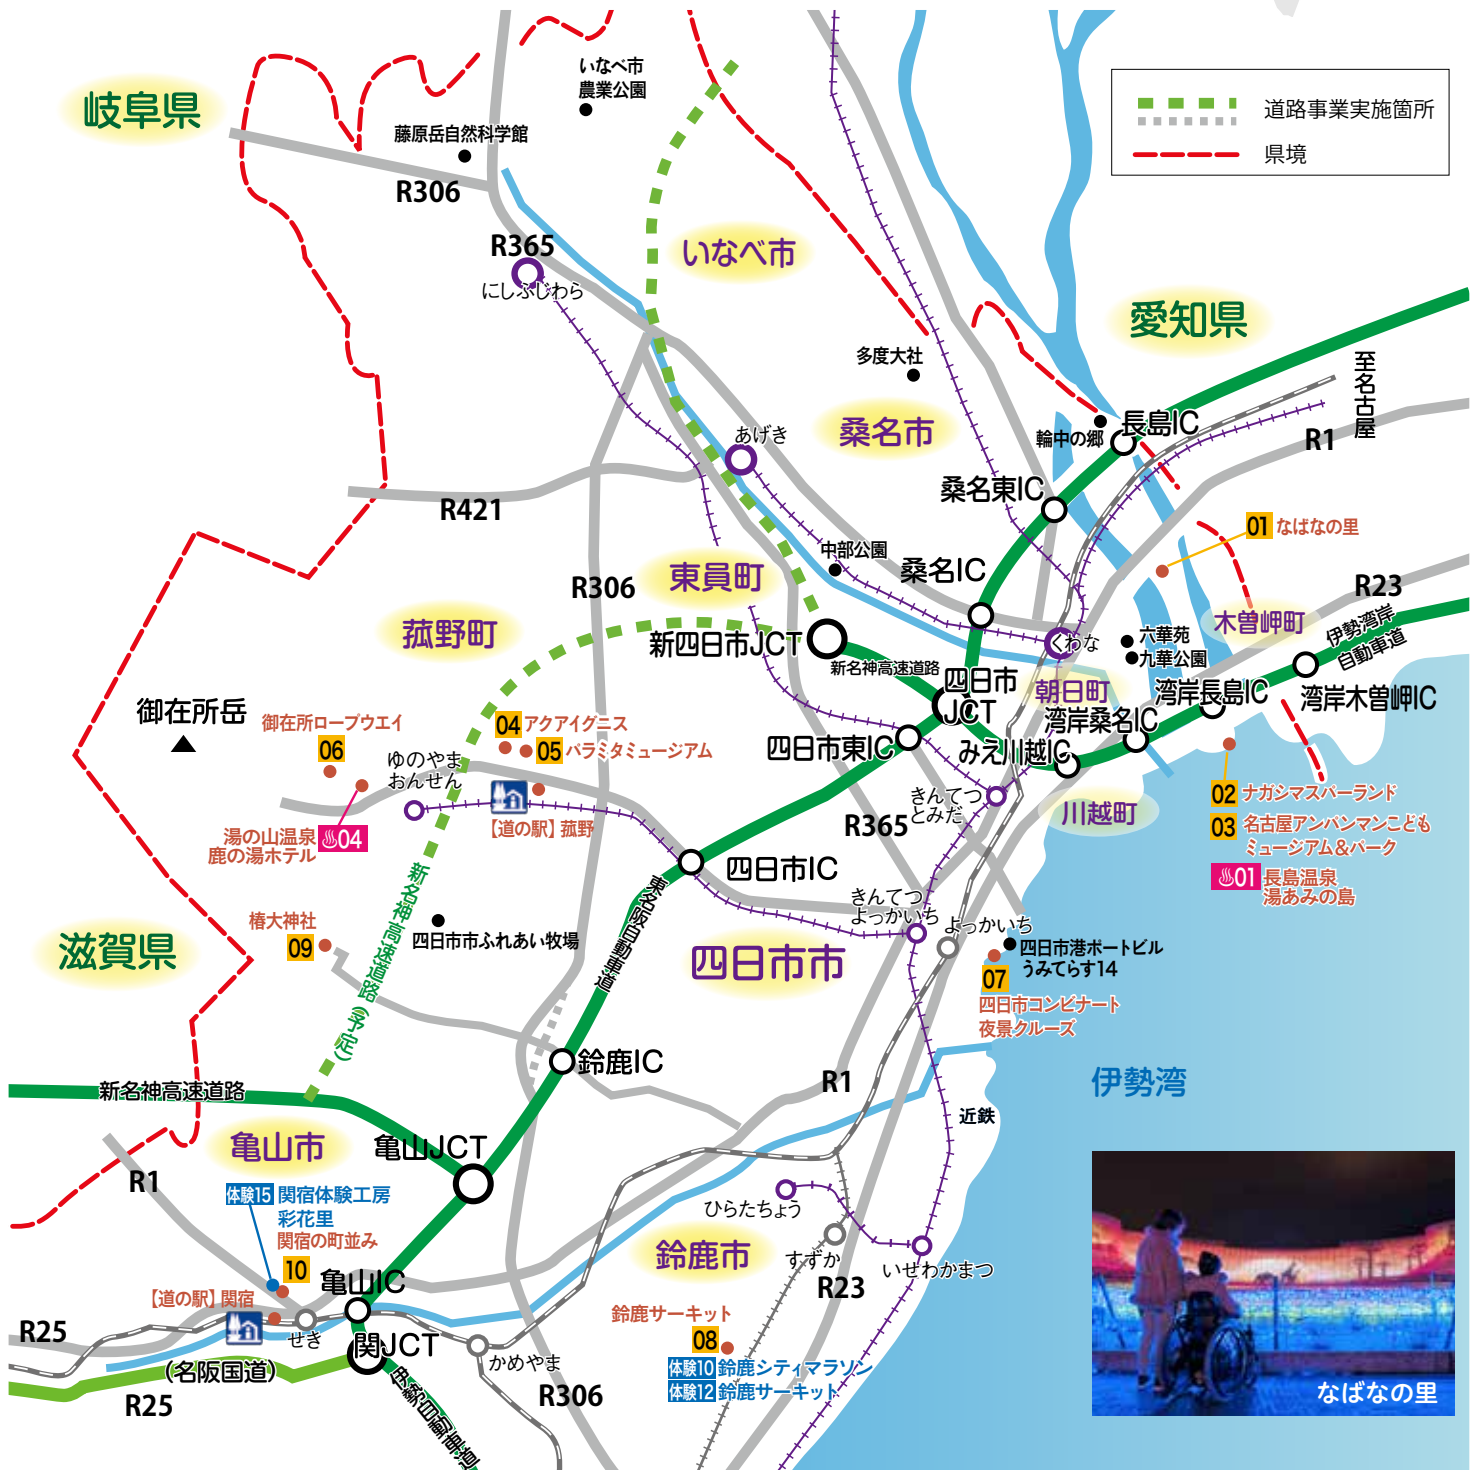 いなべ市
農業公園
岐阜県
道路事業実施箇所
県境
藤原岳自然科学館
R306
R365
いなべ市
にしふじわら
愛知県
至名古屋
多度大社
桑名市
長島IC
輪中の郷
R1
あげき
桑名東IC
R421
01 なばなの里
中部公園
桑名IC
R306
東員町
R23
菰野町
木曽岬町
伊勢湾岸
自動車道
新四日市JCT
くわな
六華苑
九華公園
新名神高速道路
四日市
JCT
朝日町
湾岸長島IC
湾岸木曽岬IC
御在所岳
御在所ロープウエイ
06
04 アクアイグニス
05 パラミタミュージアム
湾岸桑名IC
四日市東IC
みえ川越IC
ゆのやま
おんせん
きんてつ
とみだ
02 ナガシマスパーランド
03 名古屋アンパンマンこども
ミュージアム&パーク
川越町
R365
【道の駅】菰野
湯の山温泉
鹿の湯ホテル
♨04
四日市IC
♨01 長島温泉
湯あみの島
新名神高速道路(予定)
東名阪自動車道
きんてつ
よっかいち
よっかいち
椿大神社
09
四日市市ふれあい牧場
滋賀県
四日市市
四日市港ポートビル
うみてらす14
07
四日市コンビナート
夜景クルーズ
鈴鹿IC
R1
伊勢湾
新名神高速道路
近鉄
亀山市
亀山JCT
R1
体験15 関宿体験工房
彩花里
関宿の町並み
10
ひらたちょう
鈴鹿市
すずか
いせわかまつ
亀山IC
R23
【道の駅】関宿
鈴鹿サーキット
08
せき
R25
関JCT
かめやま
(名阪国道)
体験10 鈴鹿シティマラソン
体験12 鈴鹿サーキット
R25
R306
伊勢自動車道
なばなの里